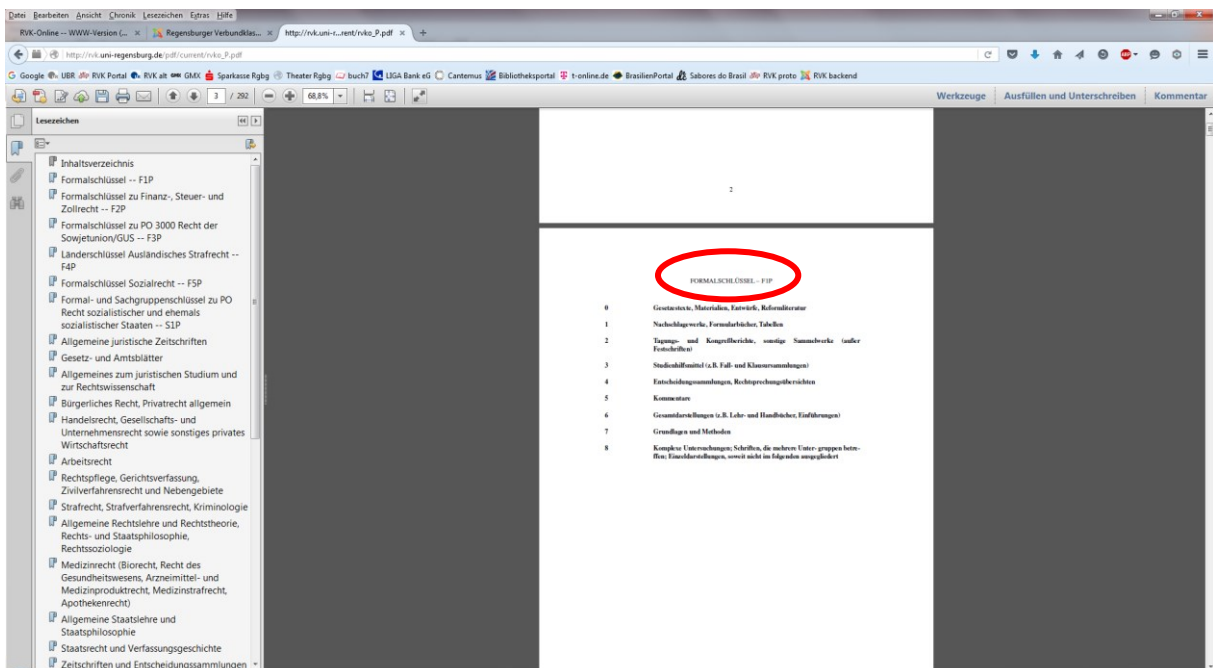 Datei Bearbeiten Ansicht Chronik Lesezeichen Extras Hilfe
RVK-Online -- WWW-Version (... × Regensburger Verbundklas... × http://rvk.uni-r...rent/rvko_P.pdf × +
http://rvk.uni-regensburg.de/pdf/current/rvko_P.pdf
Google UBR RVK Portal RVK alt GMX Sparkasse Rgbg Theater Rgbg buch7 LIGA Bank eG Cantemus Bibliotheksportal t-online.de BrasilienPortal Sabores do Brasil RVK proto RVK backend
3 / 292 68,8% Werkzeuge Ausfüllen und Unterschreiben Kommentar
Lesezeichen
Inhaltsverzeichnis
Formalschlüssel -- F1P
Formalschlüssel zu Finanz-, Steuer- und
Zollrecht -- F2P
Formalschlüssel zu PO 3000 Recht der
Sowjetunion/GUS -- F3P
Länderschlüssel Ausländisches Strafrecht --
F4P
Formalschlüssel Sozialrecht -- F5P
Formal- und Sachgruppenschlüssel zu PO
Recht sozialistischer und ehemals
sozialistischer Staaten -- S1P
Allgemeine juristische Zeitschriften
Gesetz- und Amtsblätter
Allgemeines zum juristischen Studium und
zur Rechtswissenschaft
Bürgerliches Recht, Privatrecht allgemein
Handelsrecht, Gesellschafts- und
Unternehmensrecht sowie sonstiges privates
Wirtschaftsrecht
Arbeitsrecht
Rechtspflege, Gerichtsverfassung,
Zivilverfahrensrecht und Nebengebiete
Strafrecht, Strafverfahrensrecht, Kriminologie
Allgemeine Rechtslehre und Rechtstheorie,
Rechts- und Staatsphilosophie,
Rechtssoziologie
Medizinrecht (Biorecht, Recht des
Gesundheitswesens, Arzneimittel- und
Medizinproduktrecht, Medizinstrafrecht,
Apothekenrecht)
Allgemeine Staatslehre und
Staatsphilosophie
Staatsrecht und Verfassungsgeschichte
Zeitschriften und Entscheidungssammlungen
2
FORMALSCHLÜSSEL – F1P
0 Gesetzestexte, Materialien, Entwürfe, Reformliteratur
1 Nachschlagewerke, Formularbücher, Tabellen
2 Tagungs- und Kongreßberichte, sonstige Sammelwerke (außer
Festschriften)
3 Studienhilfsmittel (z.B. Fall- und Klausursammlungen)
4 Entscheidungssammlungen, Rechtsprechungsübersichten
5 Kommentare
6 Gesamtdarstellungen (z.B. Lehr- und Handbücher, Einführungen)
7 Grundlagen und Methoden
8 Komplexe Untersuchungen; Schriften, die mehrere Unter- gruppen betre-
ffen; Einzeldarstellungen, soweit nicht im folgenden ausgegliedert